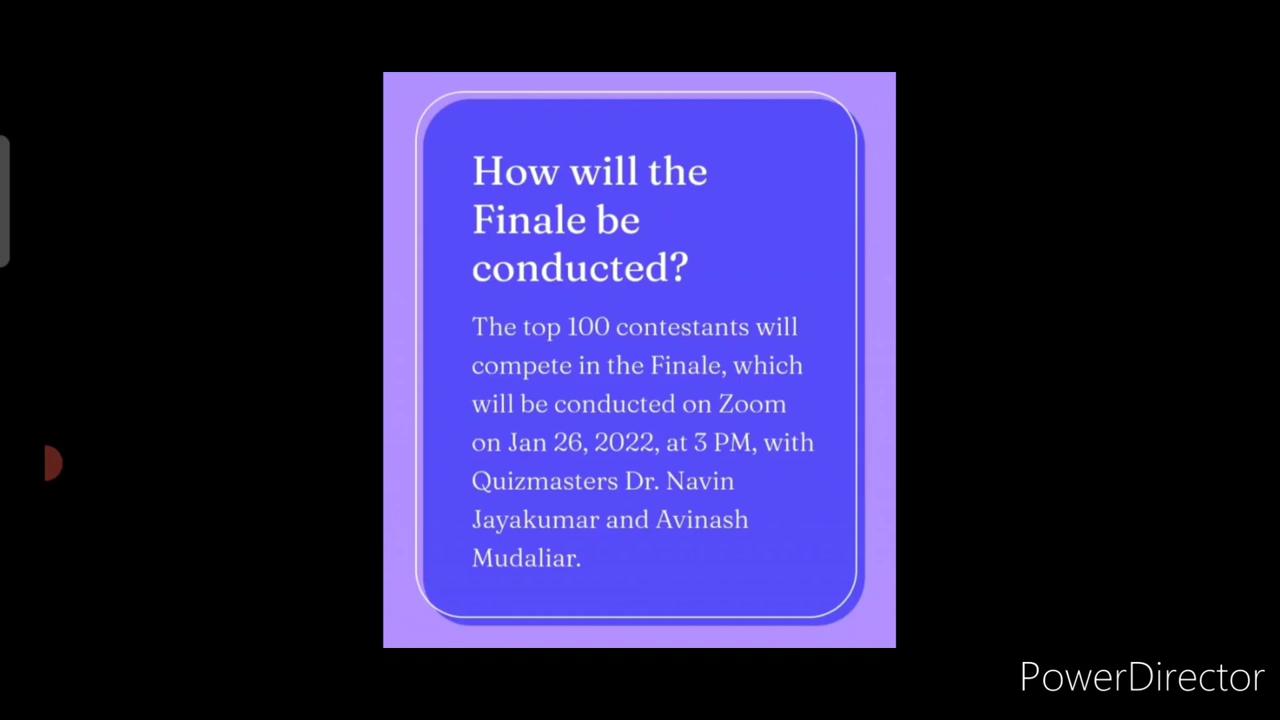 How will the
Finale be
conducted?
The top 100 contestants will
compete in the Finale, which
will be conducted on Zoom
on Jan 26, 2022, at 3 PM, with
Quizmasters Dr. Navin
Jayakumar and Avinash
Mudaliar.
PowerDirector